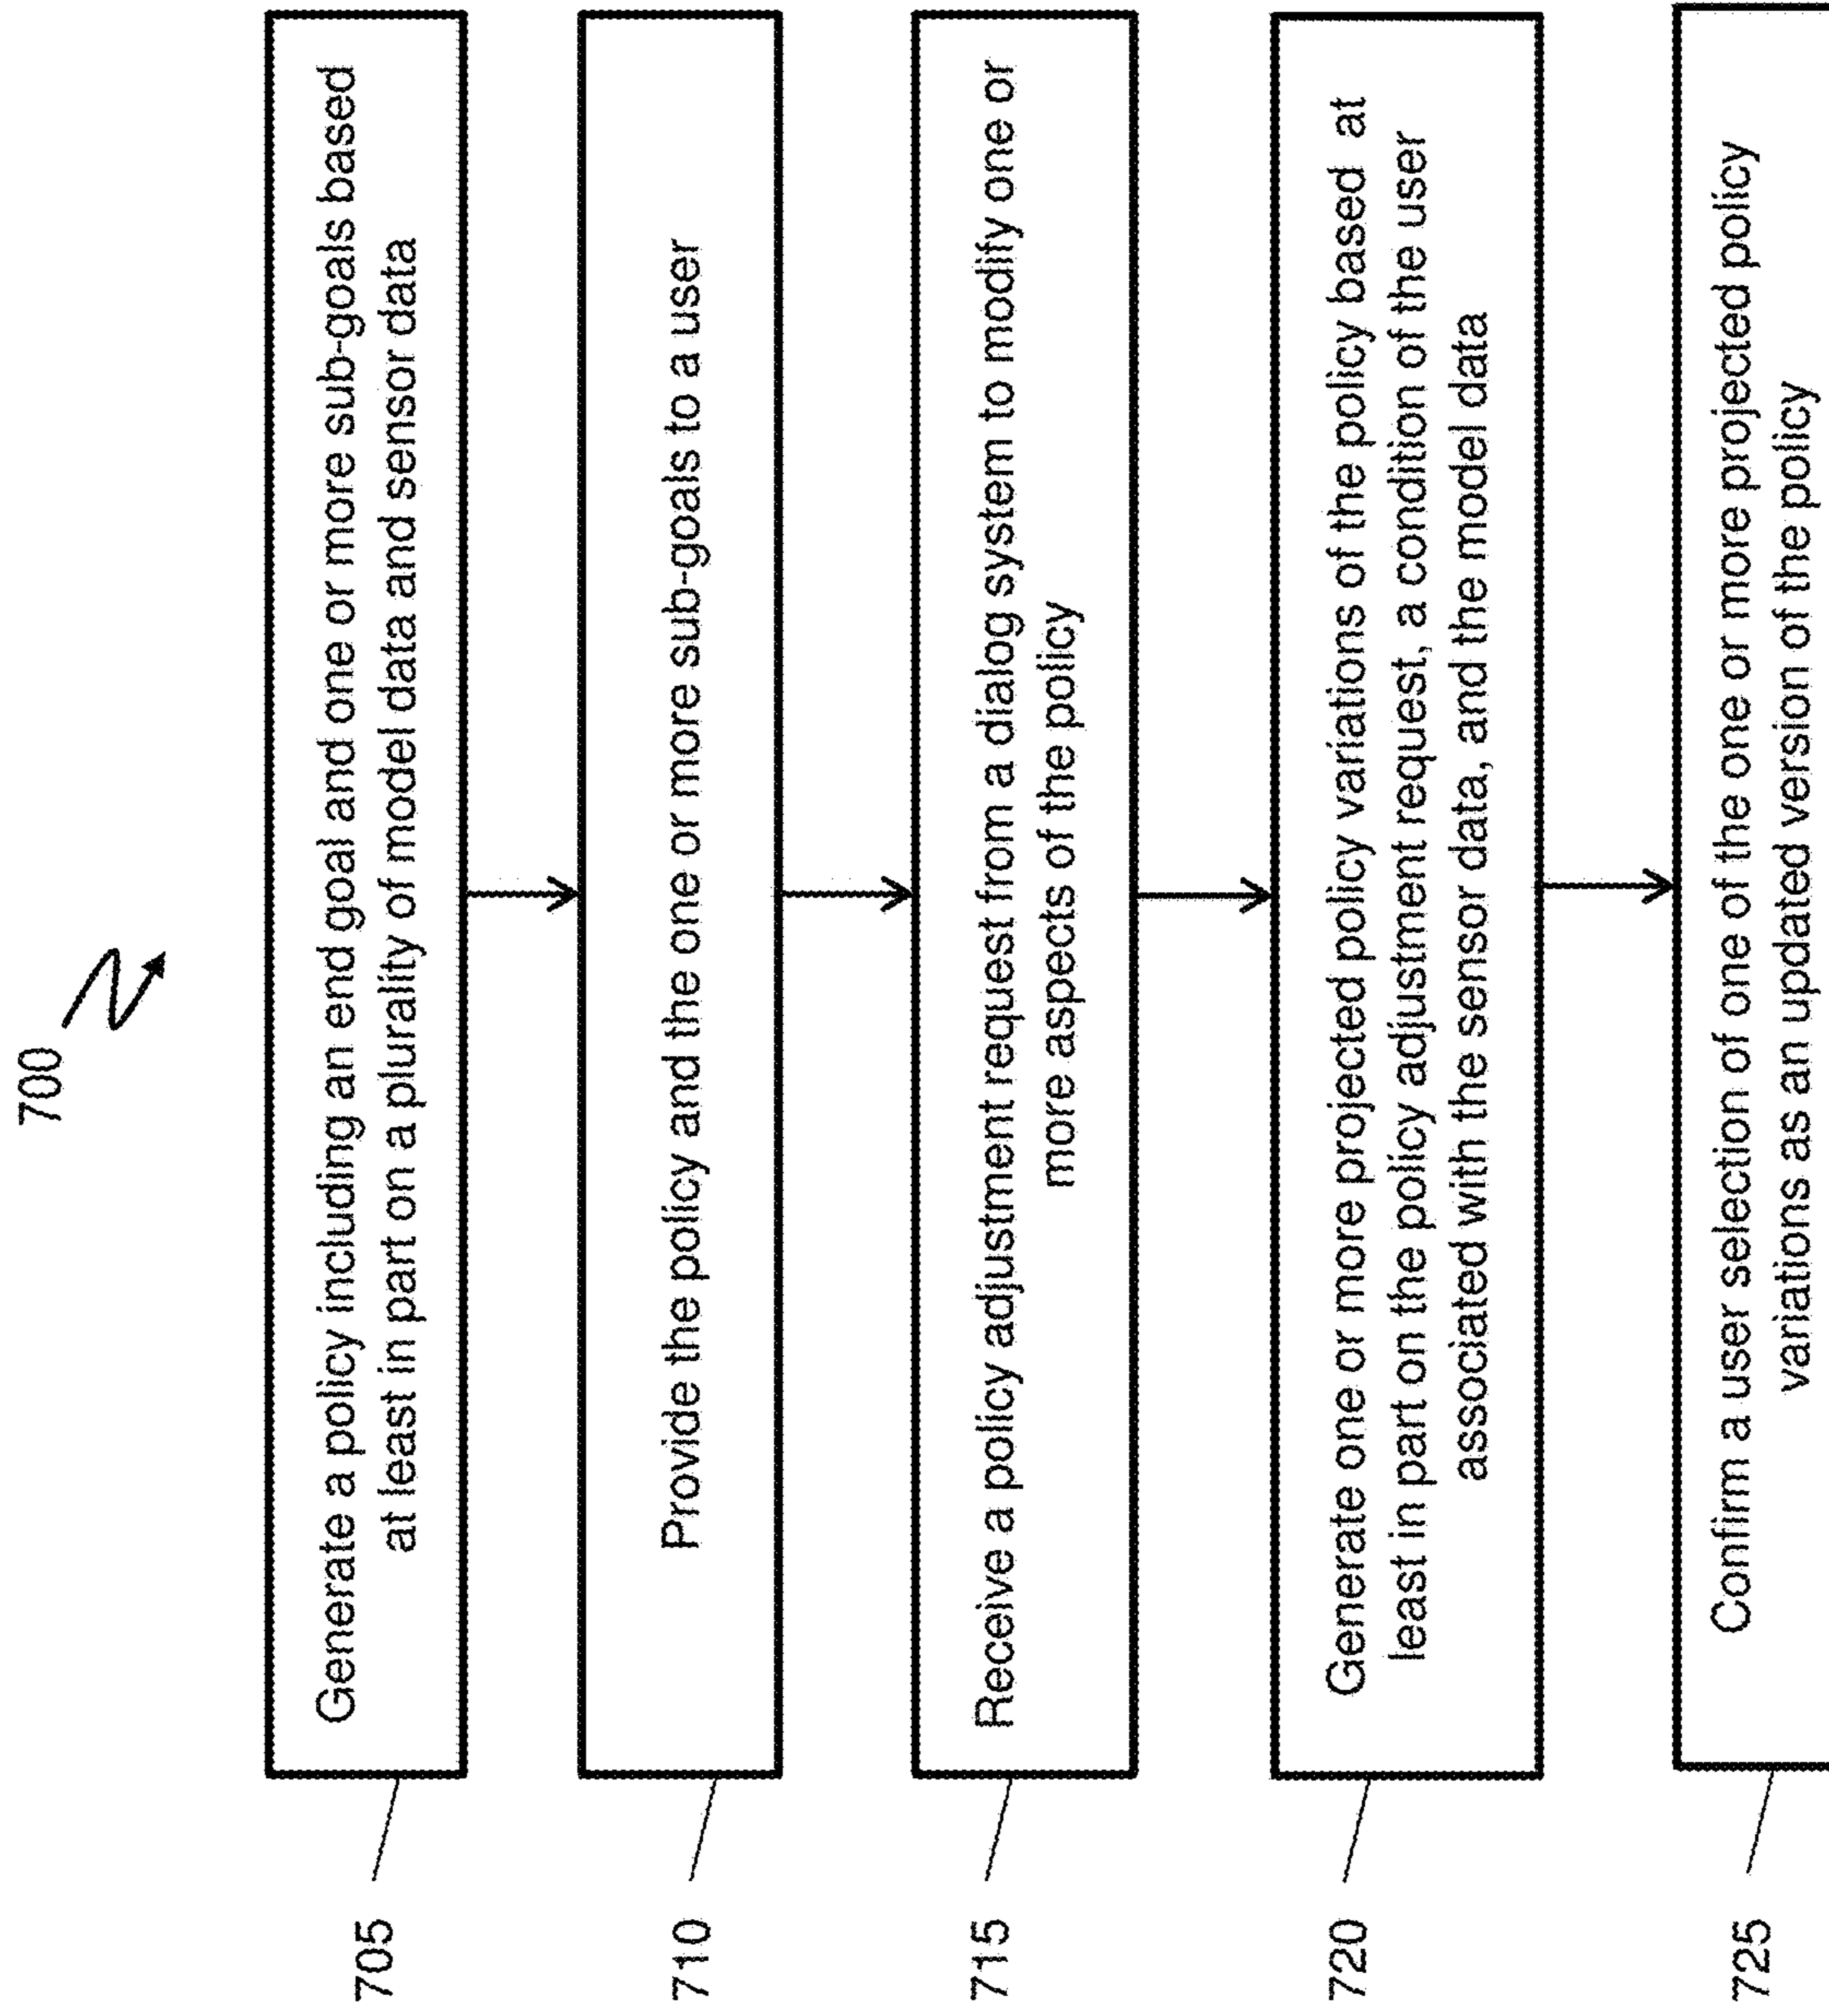 700
705
Generate a policy including an end goal and one or more sub-goals based
at least in part on a plurality of model data and sensor data
710
Provide the policy and the one or more sub-goals to a user
715
Receive a policy adjustment request from a dialog system to modify one or
more aspects of the policy
720
Generate one or more projected policy variations of the policy based at
least in part on the policy adjustment request, a condition of the user
associated with the sensor data, and the model data
725
Confirm a user selection of one of the one or more projected policy
variations as an updated version of the policy